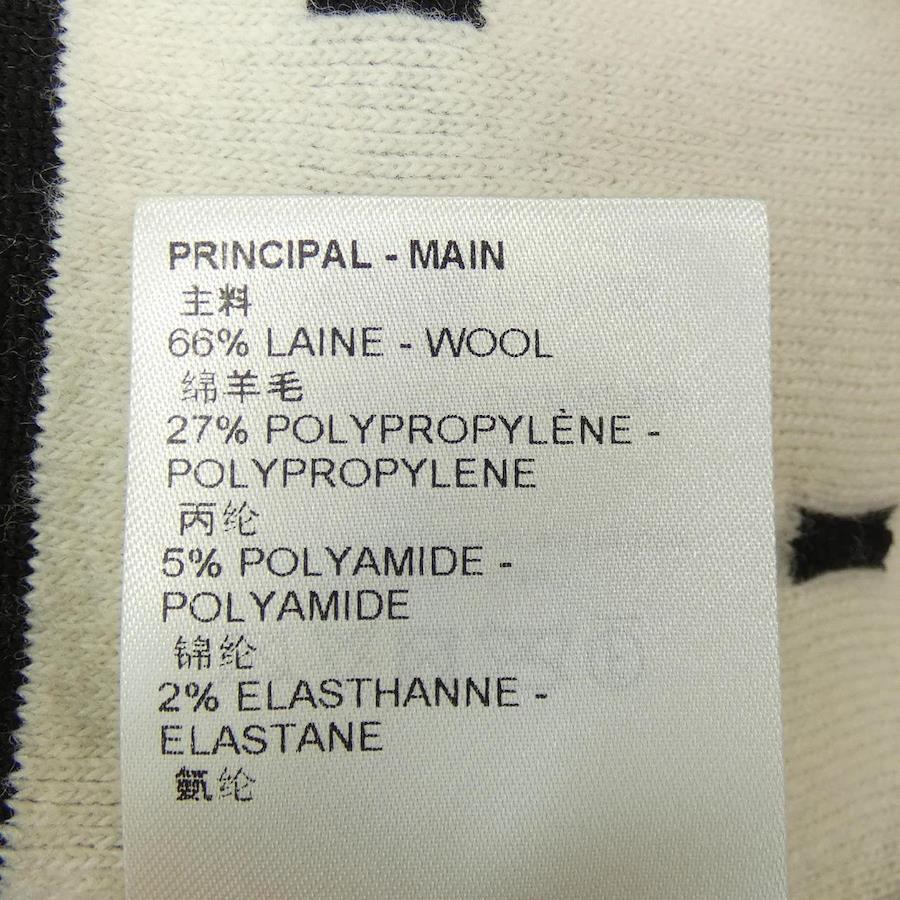 PRINCIPAL - MAIN
主料
66% LAINE - WOOL
绵羊毛
27% POLYPROPYLÈNE -
POLYPROPYLENE
丙纶
5% POLYAMIDE -
POLYAMIDE
锦纶
2% ELASTHANNE -
ELASTANE
氨纶